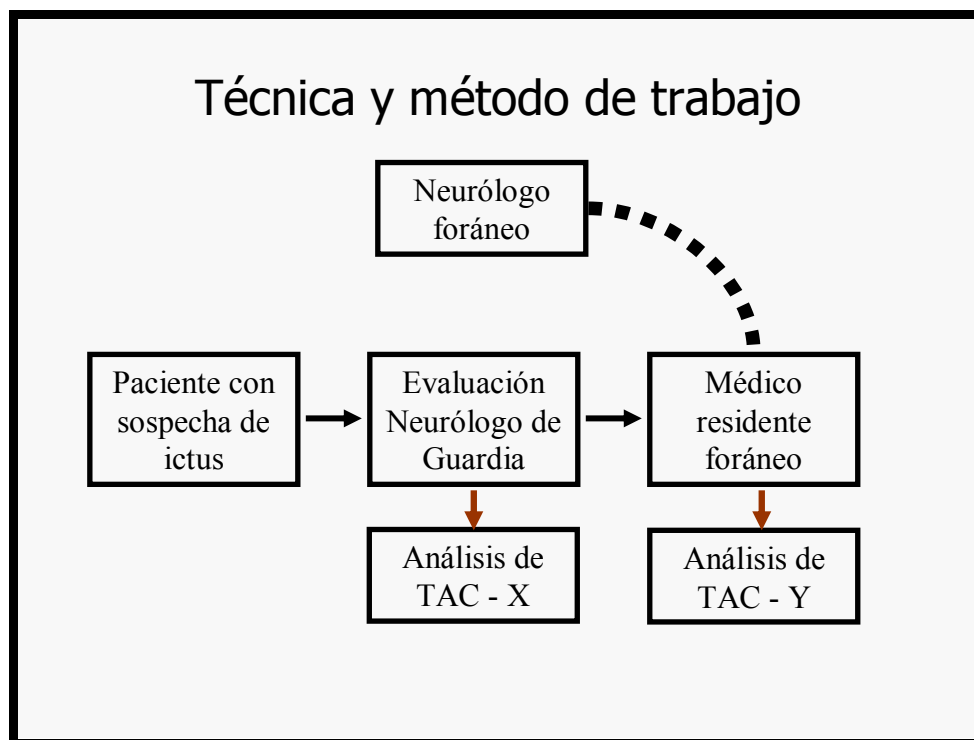 Técnica y método de trabajo
Neurólogo
foráneo
Paciente con
sospecha de
ictus
Evaluación
Neurólogo de
Guardia
Médico
residente
foráneo
Análisis de
TAC - X
Análisis de
TAC - Y